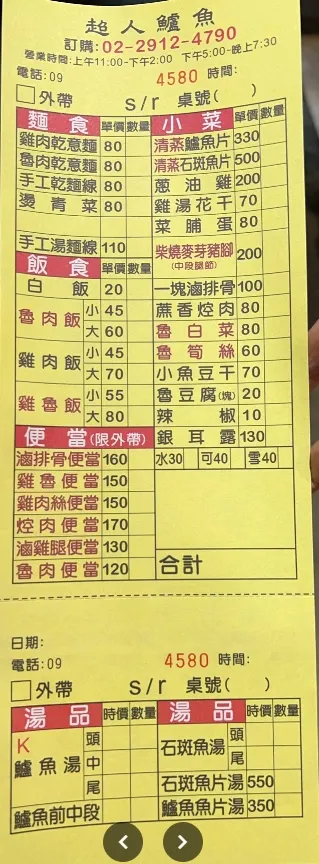 超人鱸魚
訂購:02-2912-4790
營業時間:上午11:00-下午2:00 下午5:00-晚上7:30
電話:09 4580 時間:
外帶 s/r 桌號( )
麵食 單價 數量
雞肉乾意麵 80
魯肉乾意麵 80
手工乾麵線 80
燙青菜 80
手工湯麵線 110
飯食 單價 數量
白飯 20
魯肉飯 小 45
大 60
雞肉飯 小 45
大 70
雞魯飯 小 55
大 80
便當(限外帶)
滷排骨便當 160
雞魯便當 150
雞肉絲便當 150
焢肉便當 170
滷雞腿便當 130
魯肉便當 120
小菜 單價 數量
清蒸鱸魚片 330
清蒸石斑魚片 500
蔥油雞 200
雞湯花干 70
菜脯蛋 80
柴燒麥芽豬腳 200
(中段腿節)
一塊滷排骨 100
蔗香焢肉 80
魯白菜 80
魯筍絲 60
小魚豆干 70
魯豆腐(塊) 20
辣椒 10
銀耳露 130
水30 可40 雪40
合計
日期:
電話:09 4580 時間:
外帶 s/r 桌號( )
湯品 時價 數量
K
鱸魚湯 頭
中
尾
鱸魚前中段
湯品 時價 數量
石斑魚湯 頭
尾
石斑魚片湯 550
鱸魚魚片湯 350